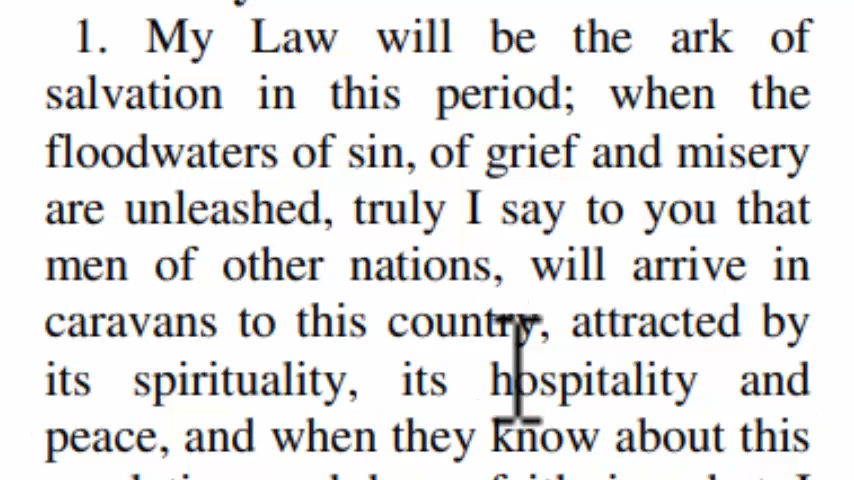 1. My Law will be the ark of
salvation in this period; when the
floodwaters of sin, of grief and misery
are unleashed, truly I say to you that
men of other nations, will arrive in
caravans to this country, attracted by
its spirituality, its hospitality and
peace, and when they know about this